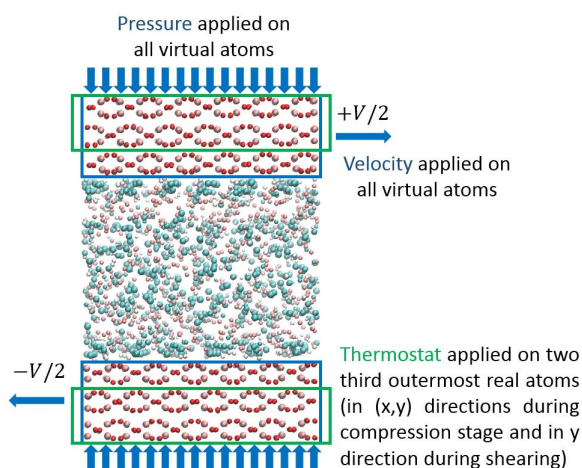 Pressure applied on
all virtual atoms
+V/2
Velocity applied on
all virtual atoms
−V/2
Thermostat applied on two
third outermost real atoms
(in (x,y) directions during
compression stage and in y
direction during shearing)